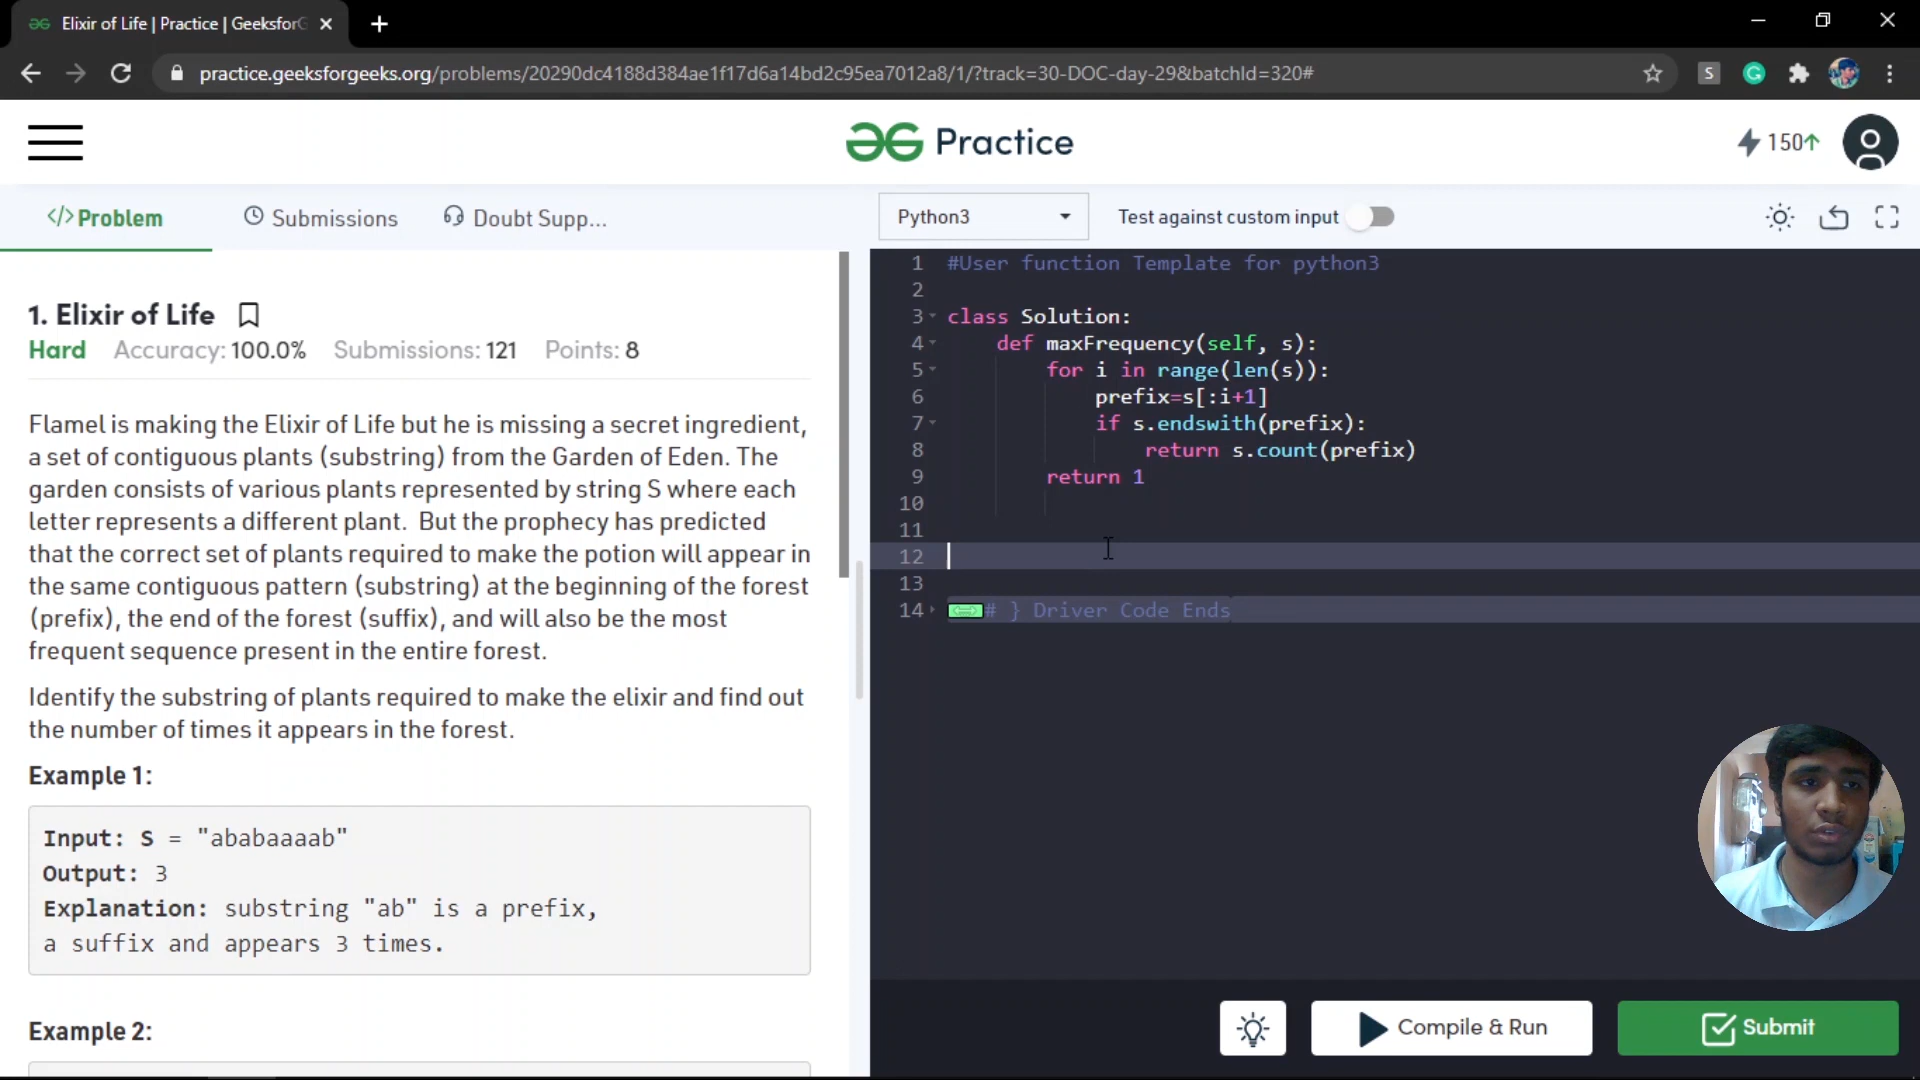 Elixir of Life | Practice | Geeksfor
practice.geeksforgeeks.org/problems/20290dc4188d384ae1f17d6a14bd2c95ea7012a8/1/?track=30-DOC-day-29&batchId=320#
S
G
Practice
150↑
</> Problem
Submissions
Doubt Supp...
Python3
Test against custom input
1. Elixir of Life
Hard Accuracy: 100.0% Submissions: 121 Points: 8
Flamel is making the Elixir of Life but he is missing a secret ingredient,
a set of contiguous plants (substring) from the Garden of Eden. The
garden consists of various plants represented by string S where each
letter represents a different plant. But the prophecy has predicted
that the correct set of plants required to make the potion will appear in
the same contiguous pattern (substring) at the beginning of the forest
(prefix), the end of the forest (suffix), and will also be the most
frequent sequence present in the entire forest.
Identify the substring of plants required to make the elixir and find out
the number of times it appears in the forest.
Example 1:
Input: S = "ababaaaab"
Output: 3
Explanation: substring "ab" is a prefix,
a suffix and appears 3 times.
Example 2:
1 #User function Template for python3
2
3 class Solution:
4 def maxFrequency(self, s):
5 for i in range(len(s)):
6 prefix=s[:i+1]
7 if s.endswith(prefix):
8 return s.count(prefix)
9 return 1
10
11
12
13
14 # } Driver Code Ends
Compile & Run
Submit